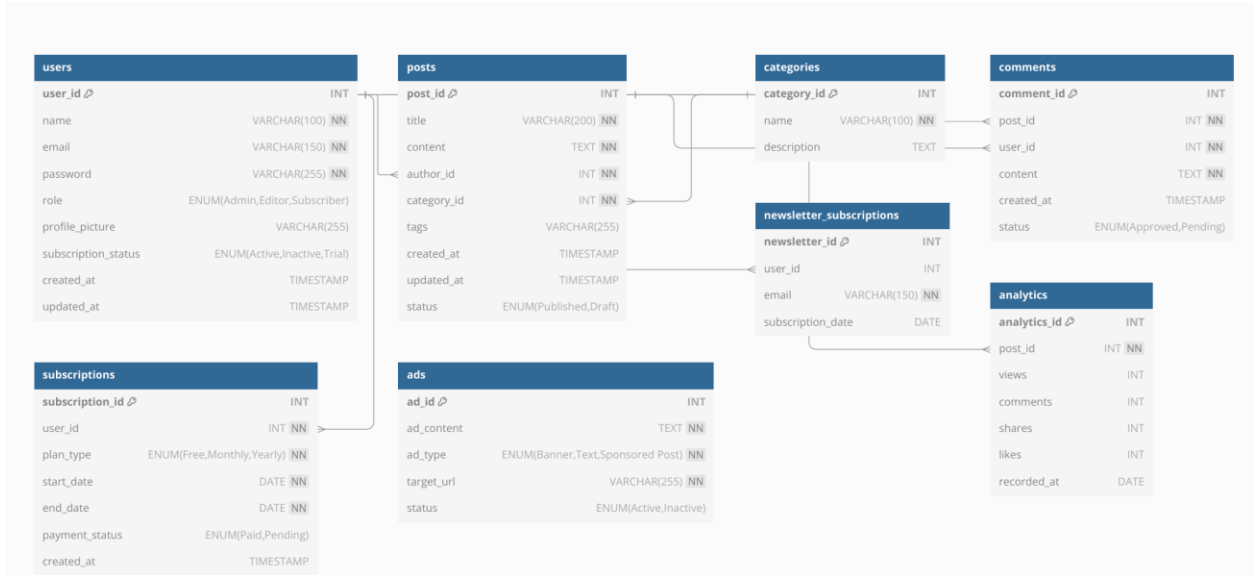 users
user_id INT
name VARCHAR(100) NN
email VARCHAR(150) NN
password VARCHAR(255) NN
role ENUM(Admin,Editor,Subscriber)
profile_picture VARCHAR(255)
subscription_status ENUM(Active,Inactive,Trial)
created_at TIMESTAMP
updated_at TIMESTAMP
posts
post_id INT
title VARCHAR(200) NN
content TEXT NN
author_id INT NN
category_id INT NN
tags VARCHAR(255)
created_at TIMESTAMP
updated_at TIMESTAMP
status ENUM(Published,Draft)
categories
category_id INT
name VARCHAR(100) NN
description TEXT
comments
comment_id INT
post_id INT NN
user_id INT NN
content TEXT NN
created_at TIMESTAMP
status ENUM(Approved,Pending)
newsletter_subscriptions
newsletter_id INT
user_id INT
email VARCHAR(150) NN
subscription_date DATE
analytics
analytics_id INT
post_id INT NN
views INT
comments INT
shares INT
likes INT
recorded_at DATE
subscriptions
subscription_id INT
user_id INT NN
plan_type ENUM(Free,Monthly,Yearly) NN
start_date DATE NN
end_date DATE NN
payment_status ENUM(Paid,Pending)
created_at TIMESTAMP
ads
ad_id INT
ad_content TEXT NN
ad_type ENUM(Banner,Text,Sponsored Post) NN
target_url VARCHAR(255) NN
status ENUM(Active,Inactive)